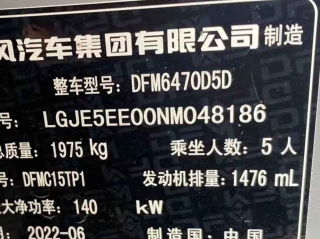 风汽车集团有限公司 制造
整车型号: DFM6470D5D
号: LGJE5EE00NM048186
总质量: 1975 kg 乘坐人数: 5 人
号: DFMC15TP1 发动机排量: 1476 mL
大净功率: 140 kW
2022-06 制造国: 中国